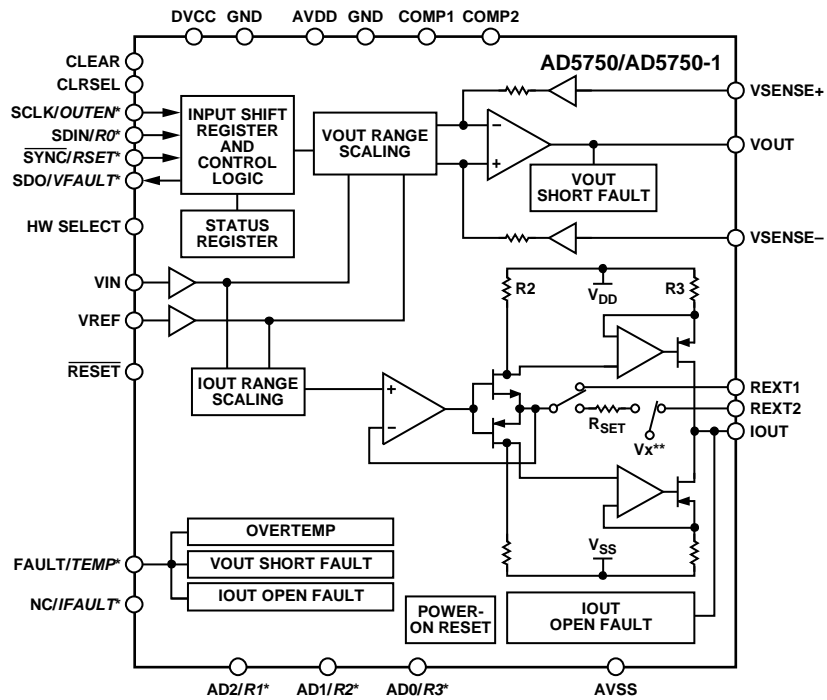 DVCC GND AVDD GND COMP1 COMP2
AD5750/AD5750-1
CLEAR
CLRSEL
SCLK/OUTEN*
SDIN/R0*
SYNC/RSET*
SDO/VFAULT*
HW SELECT
VIN
VREF
RESET
FAULT/TEMP*
NC/IFAULT*
INPUT SHIFT
REGISTER
AND
CONTROL
LOGIC
STATUS
REGISTER
VOUT RANGE
SCALING
IOUT RANGE
SCALING
−
+
VOUT
SHORT FAULT
VSENSE+
VOUT
VSENSE−
+
−
R2
VDD
R3
RSET
Vx**
VSS
REXT1
REXT2
IOUT
OVERTEMP
VOUT SHORT FAULT
IOUT OPEN FAULT
POWER-
ON RESET
IOUT
OPEN FAULT
AD2/R1* AD1/R2* AD0/R3* AVSS